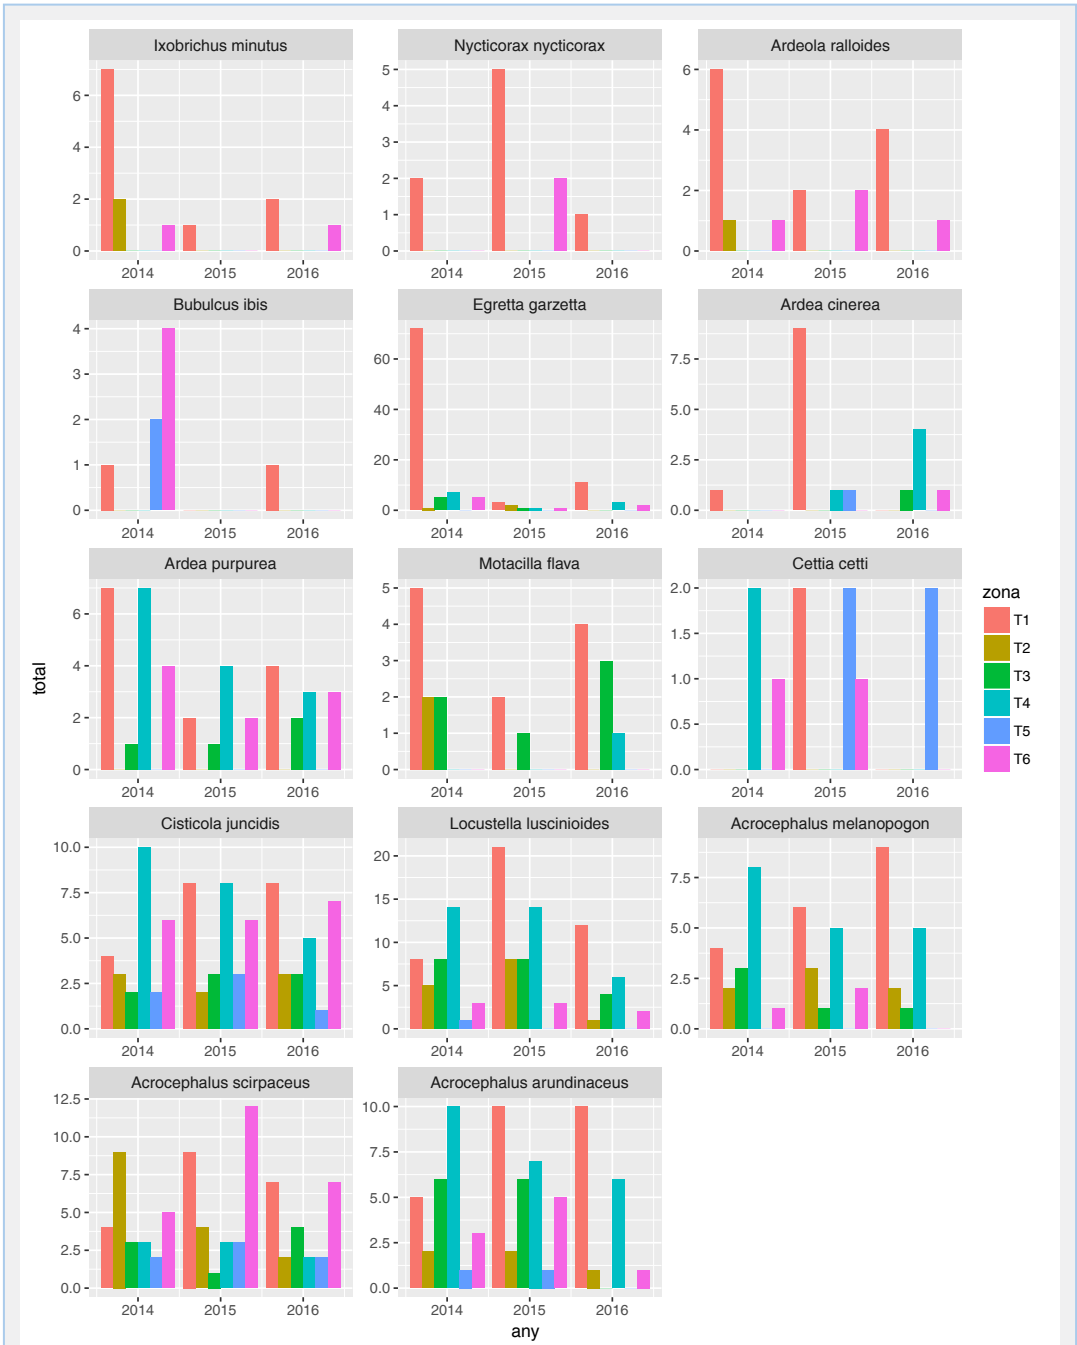 Ixobrichus minutus
Nycticorax nycticorax
Ardeola ralloides
6
4
2
0
5
4
3
2
1
0
6
4
2
0
2014 2015 2016
2014 2015 2016
2014 2015 2016
Bubulcus ibis
Egretta garzetta
Ardea cinerea
4
3
2
1
0
60
40
20
0
7.5
5.0
2.5
0.0
2014 2015 2016
2014 2015 2016
2014 2015 2016
Ardea purpurea
Motacilla flava
Cettia cetti
6
4
2
0
5
4
3
2
1
0
2.0
1.5
1.0
0.5
0.0
2014 2015 2016
2014 2015 2016
2014 2015 2016
zona
T1
T2
T3
T4
T5
T6
total
Cisticola juncidis
Locustella luscinioides
Acrocephalus melanopogon
10.0
7.5
5.0
2.5
0.0
20
15
10
5
0
7.5
5.0
2.5
0.0
2014 2015 2016
2014 2015 2016
2014 2015 2016
Acrocephalus scirpaceus
Acrocephalus arundinaceus
12.5
10.0
7.5
5.0
2.5
0.0
10.0
7.5
5.0
2.5
0.0
2014 2015 2016
2014 2015 2016
any